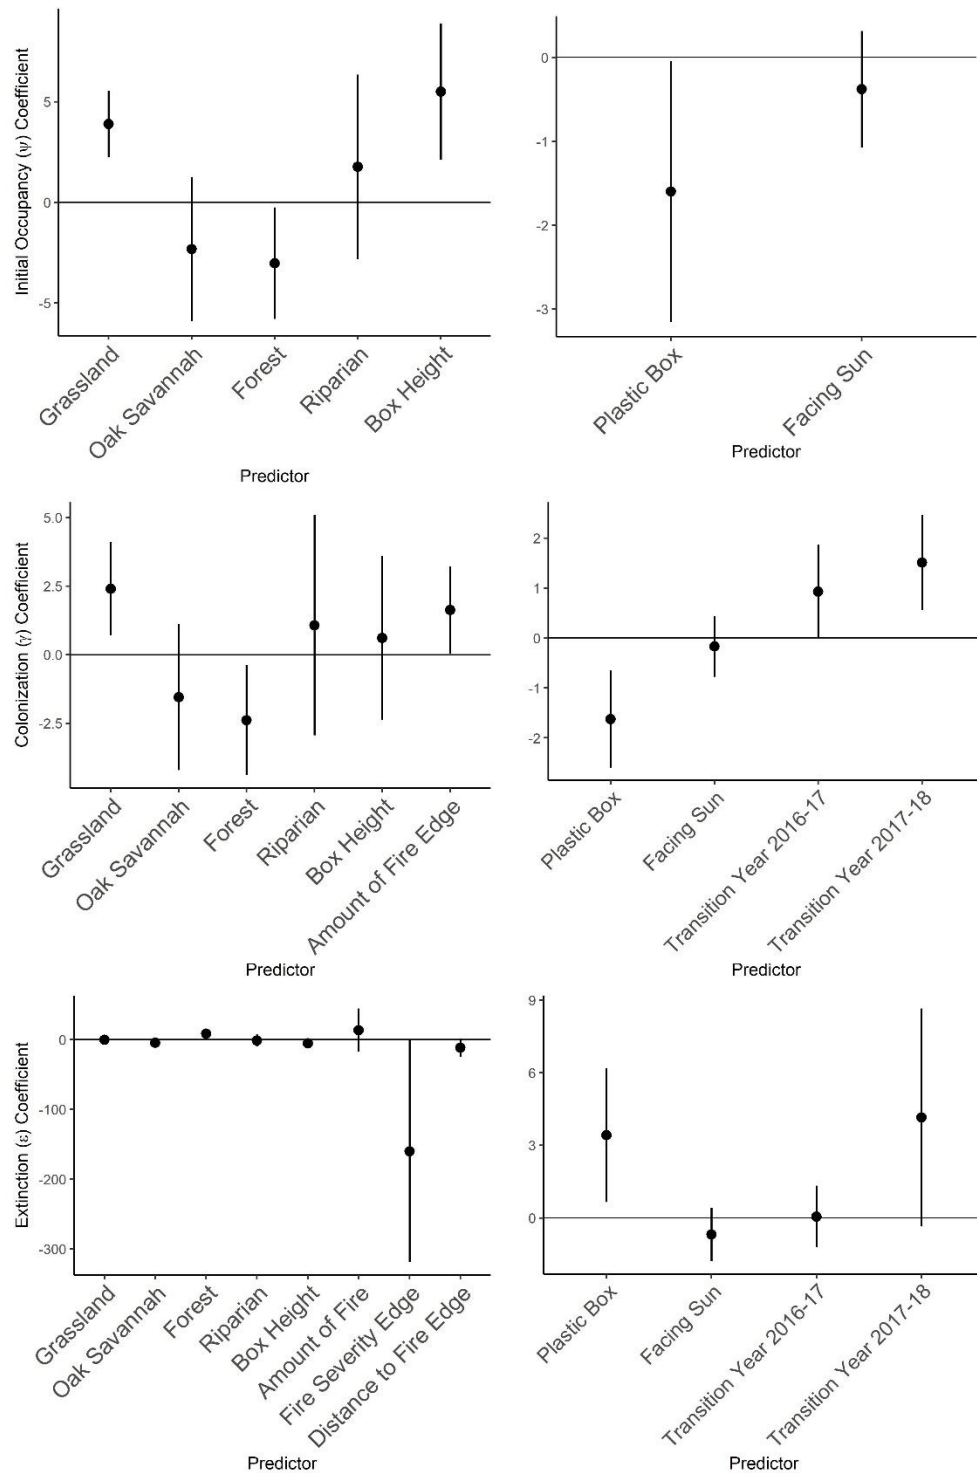 Initial Occupancy (ψ) Coefficient
5
0
-5
Grassland
Oak Savannah
Forest
Riparian
Box Height
Predictor
0
-1
-2
-3
Plastic Box
Facing Sun
Predictor
Colonization (γ) Coefficient
5.0
2.5
0.0
-2.5
Grassland
Oak Savannah
Forest
Riparian
Box Height
Amount of Fire Edge
Predictor
2
1
0
-1
-2
Plastic Box
Facing Sun
Transition Year 2016-17
Transition Year 2017-18
Predictor
Extinction (ε) Coefficient
0
-100
-200
-300
Grassland
Oak Savannah
Forest
Riparian
Box Height
Amount of Fire
Fire Severity Edge
Distance to Fire Edge
Predictor
9
6
3
0
Plastic Box
Facing Sun
Transition Year 2016-17
Transition Year 2017-18
Predictor